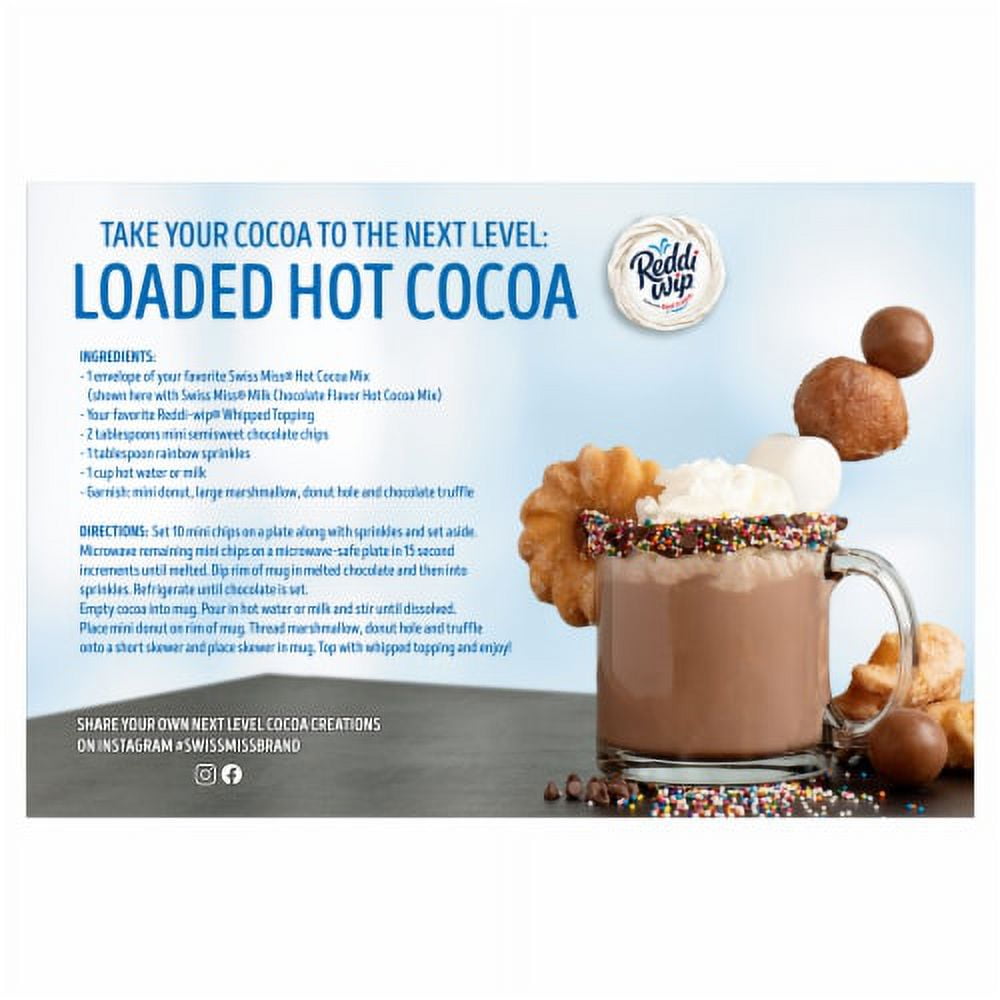 TAKE YOUR COCOA TO THE NEXT LEVEL:
LOADED HOT COCOA
Reddi
wip
INGREDIENTS:
- 1 envelope of your favorite Swiss Miss® Hot Cocoa Mix
(shown here with Swiss Miss® Milk Chocolate Flavor Hot Cocoa Mix)
- Your favorite Reddi-wip® Whipped Topping
- 2 tablespoons mini semisweet chocolate chips
- 1 tablespoon rainbow sprinkles
- 1 cup hot water or milk
- Garnish: mini donut, large marshmallow, donut hole and chocolate truffle
DIRECTIONS: Set 10 mini chips on a plate along with sprinkles and set aside.
Microwave remaining mini chips on a microwave-safe plate in 15 second
increments until melted. Dip rim of mug in melted chocolate and then into
sprinkles. Refrigerate until chocolate is set.
Empty cocoa into mug. Pour in hot water or milk and stir until dissolved.
Place mini donut on rim of mug. Thread marshmallow, donut hole and truffle
onto a short skewer and place skewer in mug. Top with whipped topping and enjoy!
SHARE YOUR OWN NEXT LEVEL COCOA CREATIONS
ON INSTAGRAM #SWISSMISSBRAND